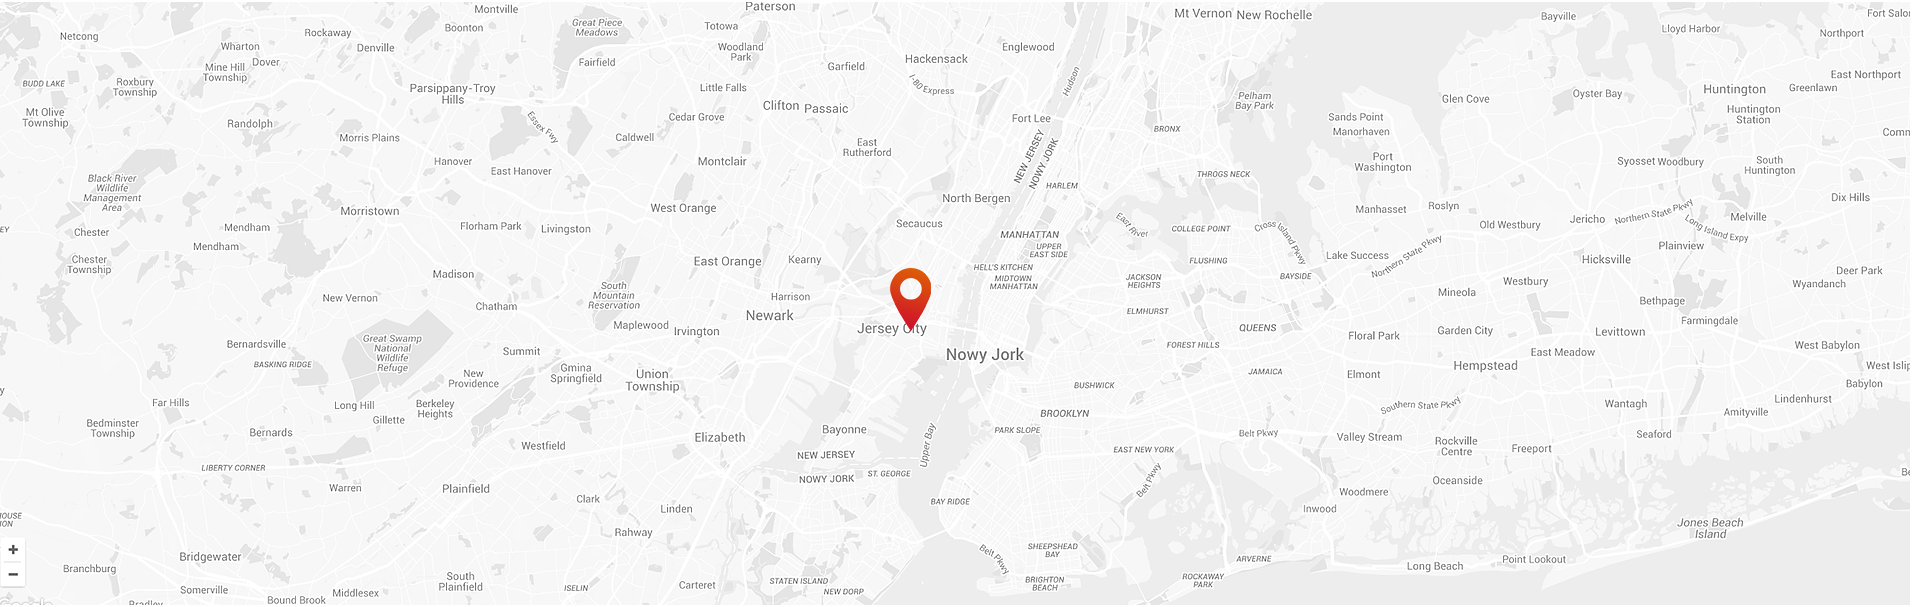 Montville
Paterson
Mt Vernon
New Rochelle
Bayville
Fort Salon
Netcong
Rockaway
Boonton
Great Piece
Meadows
Totowa
Lloyd Harbor
Northport
Wharton
Dover
Denville
Woodland
Park
Englewood
Hackensack
Mine Hill
Township
Fairfield
Garfield
Hudson
East Northport
BUDD LAKE
Roxbury
Township
Parsippany-Troy
Hills
Little Falls
I-80 Express
Pelham
Bay Park
Glen Cove
Oyster Bay
Huntington
Greenlawn
Mt Olive
Township
Randolph
Morris Plains
Essex Fwy
Clifton
Passaic
Cedar Grove
Fort Lee
Sands Point
Manorhaven
Huntington
Station
Caldwell
BRONX
Comm
East
Rutherford
NEW JERSEY
NOWY JORK
Hanover
East Hanover
Montclair
Port
Washington
Syosset
Woodbury
South
Huntington
Black River
Wildlife
Management
Area
HARLEM
THROGS NECK
Morristown
West Orange
North Bergen
Manhasset
Roslyn
Dix Hills
EY
Chester
Mendham
Mendham
Florham Park
Livingston
Secaucus
MANHATTAN
East River
COLLEGE POINT
Cross Island Pkwy
Old Westbury
Jericho
Northern State Pkwy
Melville
Long Island Expy
Chester
Township
UPPER
EAST SIDE
Northern State Pkwy
Plainview
Madison
East Orange
Kearny
HELL'S KITCHEN
FLUSHING
Lake Success
Hicksville
Deer Park
MIDTOWN
MANHATTAN
JACKSON
HEIGHTS
BAYSIDE
Westbury
Wyandanch
New Vernon
Chatham
South
Mountain
Reservation
Harrison
Mineola
Bethpage
Newark
ELMHURST
Farmingdale
Maplewood
Irvington
Jersey City
QUEENS
Floral Park
Garden City
Levittown
Bernardsville
Great Swamp
National
Wildlife
Refuge
Summit
Nowy Jork
FOREST HILLS
East Meadow
West Babylon
BASKING RIDGE
New
Providence
Gmina
Springfield
Union
Township
JAMAICA
Elmont
Hempstead
West Islip
BUSHWICK
Babylon
y
Far Hills
Long Hill
Gillette
Berkeley
Heights
BROOKLYN
Southern State Pkwy
Wantagh
Lindenhurst
Amityville
Bedminster
Township
Bernards
Westfield
Elizabeth
Bayonne
Upper Bay
PARK SLOPE
Belt Pkwy
Valley Stream
Rockville
Centre
Freeport
Seaford
NEW JERSEY
NOWY JORK
EAST NEW YORK
LIBERTY CORNER
ST. GEORGE
Belt Pkwy
Oceanside
Be
Warren
Plainfield
Clark
Linden
BAY RIDGE
Woodmere
Inwood
HOUSE
ION
Rahway
Jones Beach
Island
+
Bridgewater
Belt Pkwy
SHEEPSHEAD
BAY
ARVERNE
Point Lookout
Long Beach
−
Branchburg
Somerville
South
Plainfield
ISELIN
Carteret
STATEN ISLAND
NEW DORP
BRIGHTON
BEACH
ROCKAWAY
PARK
Bradley
Bound Brook
Middlesex